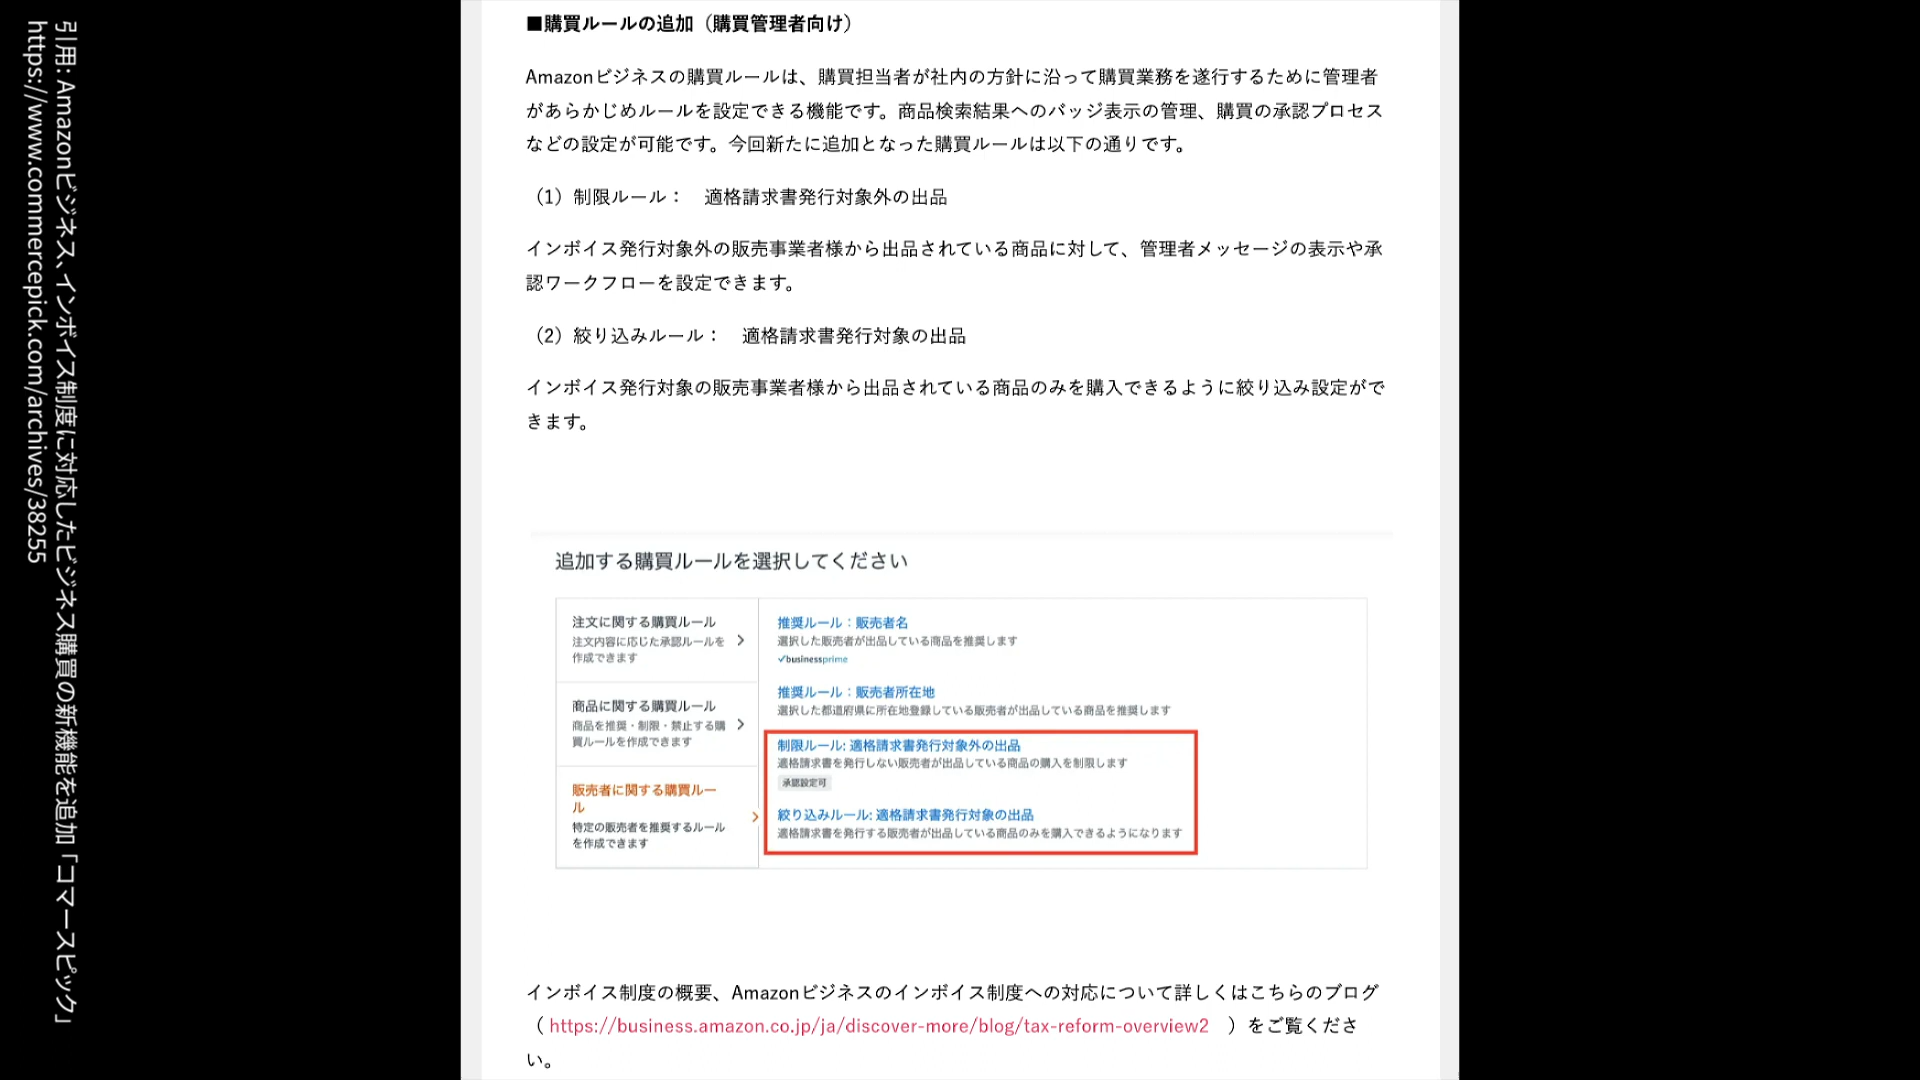 引用: Amazonビジネス、インボイス制度に対応したビジネス購買の新機能を追加「コマースピック」
https://www.commercepick.com/archives/38255
■購買ルールの追加（購買管理者向け）
Amazonビジネスの購買ルールは、購買担当者が社内の方針に沿って購買業務を遂行するために管理者
があらかじめルールを設定できる機能です。商品検索結果へのバッジ表示の管理、購買の承認プロセス
などの設定が可能です。今回新たに追加となった購買ルールは以下の通りです。
（1）制限ルール：　適格請求書発行対象外の出品
インボイス発行対象外の販売事業者様から出品されている商品に対して、管理者メッセージの表示や承
認ワークフローを設定できます。
（2）絞り込みルール：　適格請求書発行対象の出品
インボイス発行対象の販売事業者様から出品されている商品のみを購入できるように絞り込み設定がで
きます。
追加する購買ルールを選択してください
注文に関する購買ルール
注文内容に応じた承認ルールを
作成できます
商品に関する購買ルール
商品を推奨・制限・禁止する購
買ルールを作成できます
販売者に関する購買ルー
ル
特定の販売者を推奨するルール
を作成できます
推奨ルール：販売者名
選択した販売者が出品している商品を推奨します
businessprime
推奨ルール：販売者所在地
選択した都道府県に所在地登録している販売者が出品している商品を推奨します
制限ルール: 適格請求書発行対象外の出品
適格請求書を発行しない販売者が出品している商品の購入を制限します
承認設定可
絞り込みルール: 適格請求書発行対象の出品
適格請求書を発行する販売者が出品している商品のみを購入できるようになります
インボイス制度の概要、Amazonビジネスのインボイス制度への対応について詳しくはこちらのブログ
（ https://business.amazon.co.jp/ja/discover-more/blog/tax-reform-overview2　）をご覧くださ
い。